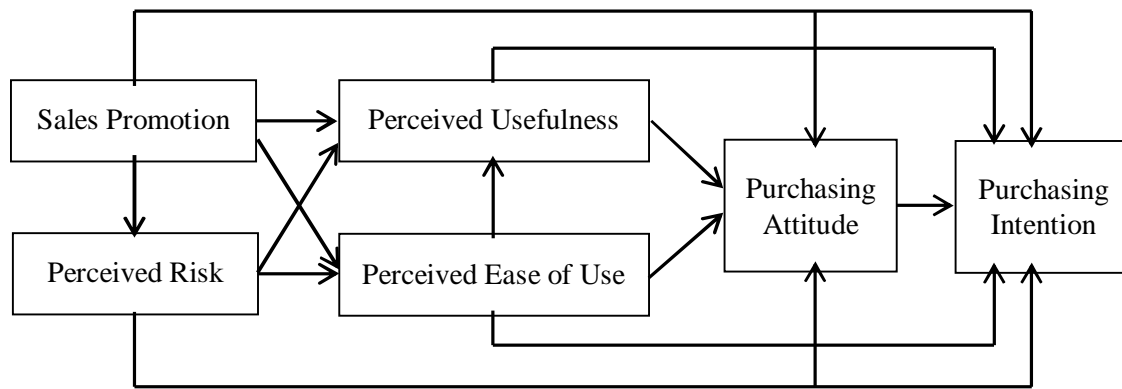 Sales Promotion
Perceived Usefulness
Purchasing
Attitude
Purchasing
Intention
Perceived Risk
Perceived Ease of Use